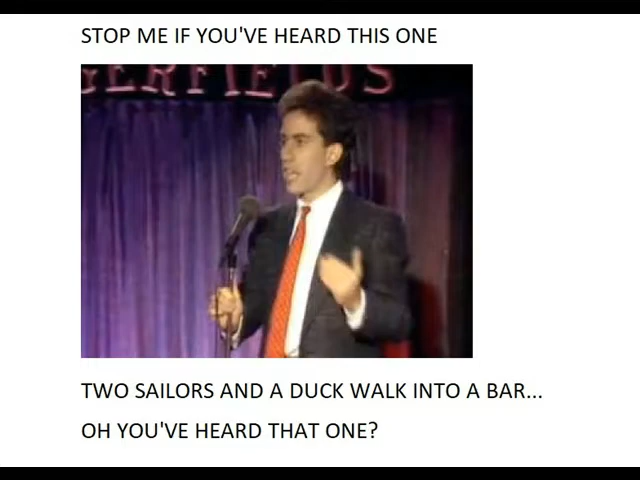 STOP ME IF YOU'VE HEARD THIS ONE
GERFIELDS
TWO SAILORS AND A DUCK WALK INTO A BAR...
OH YOU'VE HEARD THAT ONE?